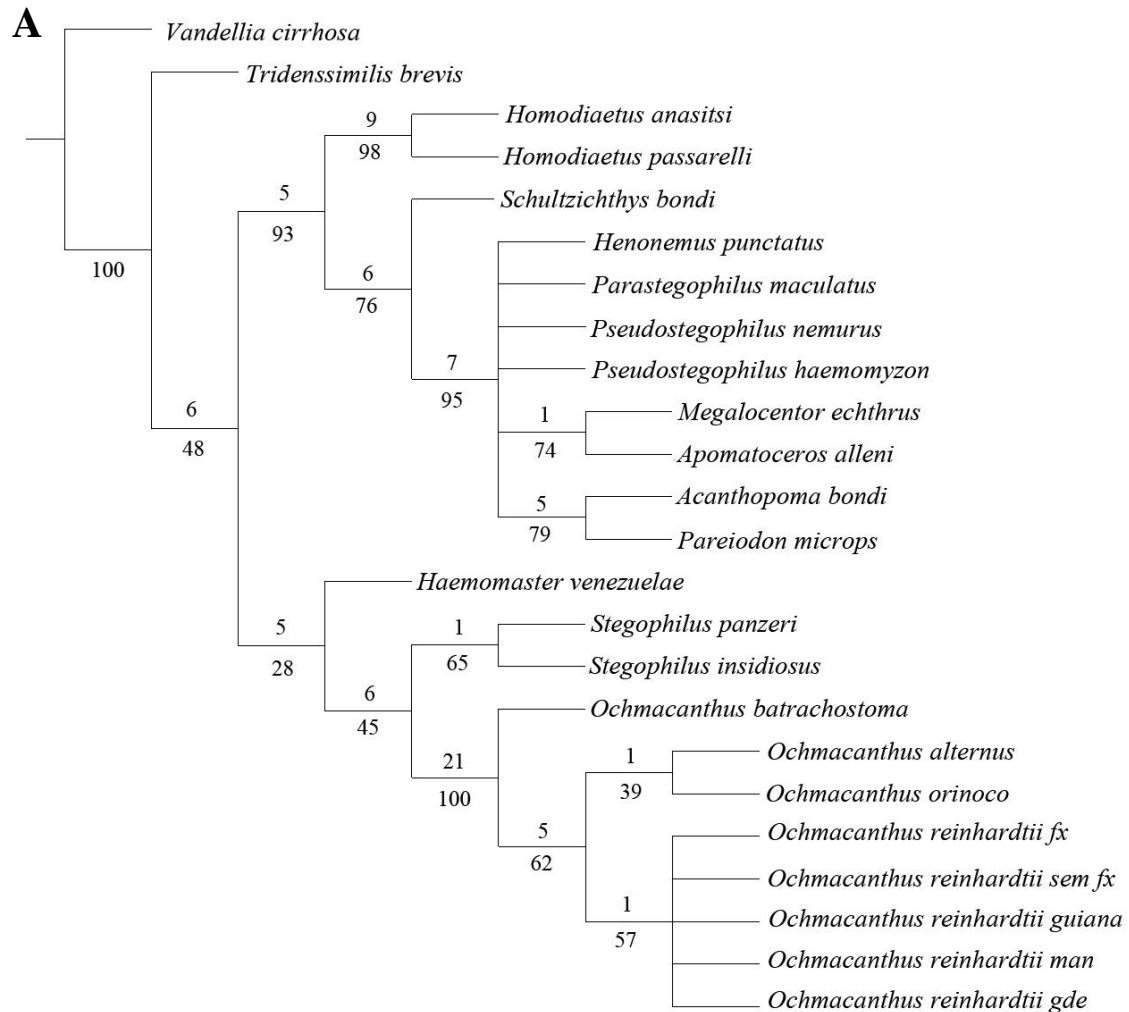 A
Vandellia cirrhosa
Tridenssimilis brevis
9
Homodiaetus anasitsi
98
Homodiaetus passarelli
5
Schultzichthys bondi
93
Henonemus punctatus
100
6
Parastegophilus maculatus
76
Pseudostegophilus nemurus
7
Pseudostegophilus haemomyzon
95
6
1
Megalocentor echthrus
48
74
Apomatoceros alleni
5
Acanthopoma bondi
79
Pareiodon microps
Haemomaster venezuelae
5
1
Stegophilus panzeri
28
65
Stegophilus insidiosus
6
45
Ochmacanthus batrachostoma
21
1
Ochmacanthus alternus
100
39
Ochmacanthus orinoco
5
Ochmacanthus reinhardtii fx
62
Ochmacanthus reinhardtii sem fx
1
Ochmacanthus reinhardtii guiana
57
Ochmacanthus reinhardtii man
Ochmacanthus reinhardtii gde